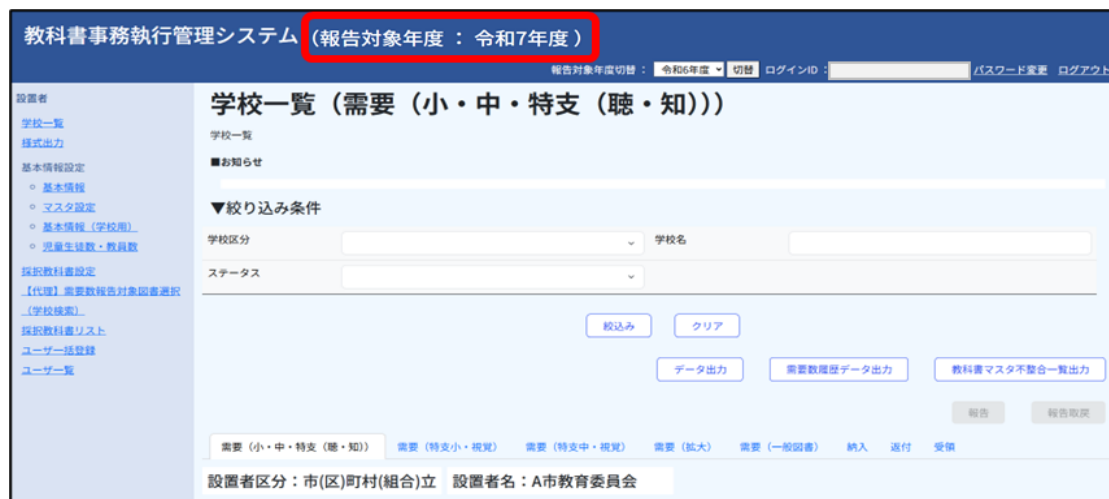 教科書事務執行管理システム（報告対象年度 ： 令和7年度）
報告対象年度切替： 令和6年度 切替 ログインID： パスワード変更 ログアウト
設置者
学校一覧
様式出力
基本情報設定
基本情報
マスタ設定
基本情報（学校用）
児童生徒数・教員数
採択教科書設定
【代理】需要数報告対象図書選択
（学校検索）
採択教科書リスト
ユーザ一括登録
ユーザ一覧
学校一覧（需要（小・中・特支（聴・知）））
学校一覧
■お知らせ
▼絞り込み条件
学校区分 学校名
ステータス
絞込み クリア
データ出力 需要数履歴データ出力 教科書マスタ不整合一覧出力
報告 報告取戻
需要（小・中・特支（聴・知）） 需要（特支小・視覚） 需要（特支中・視覚） 需要（拡大） 需要（一般図書） 納入 返付 受領
設置者区分：市(区)町村(組合)立 設置者名：A市教育委員会